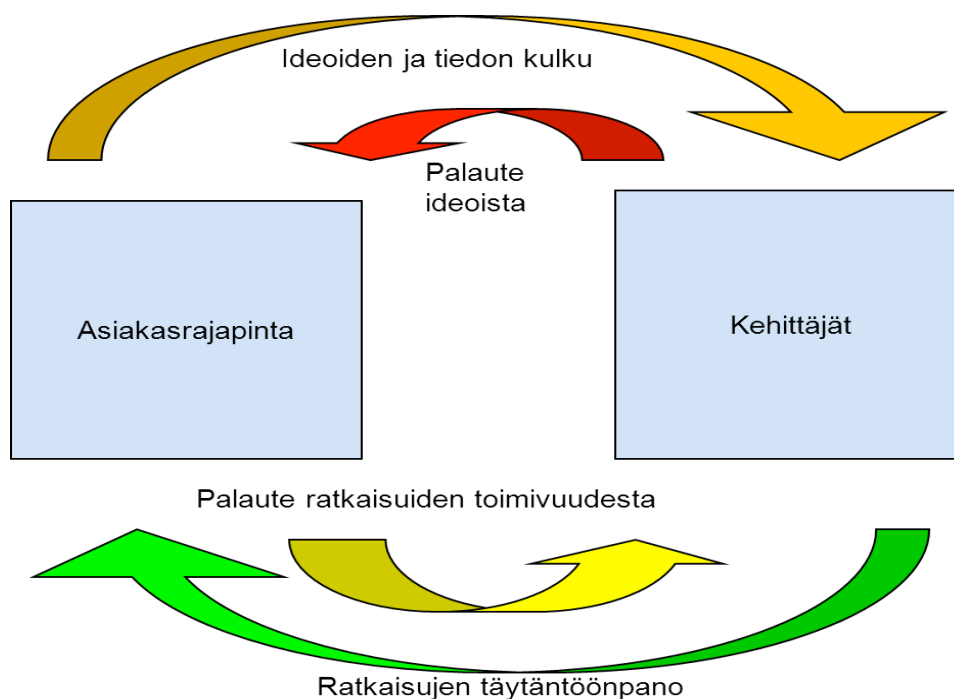 Ideoiden ja tiedon kulku
Palaute
ideoista
Asiakasrajapinta
Kehittäjät
Palaute ratkaisuiden toimivuudesta
Ratkaisujen täytäntöönpano